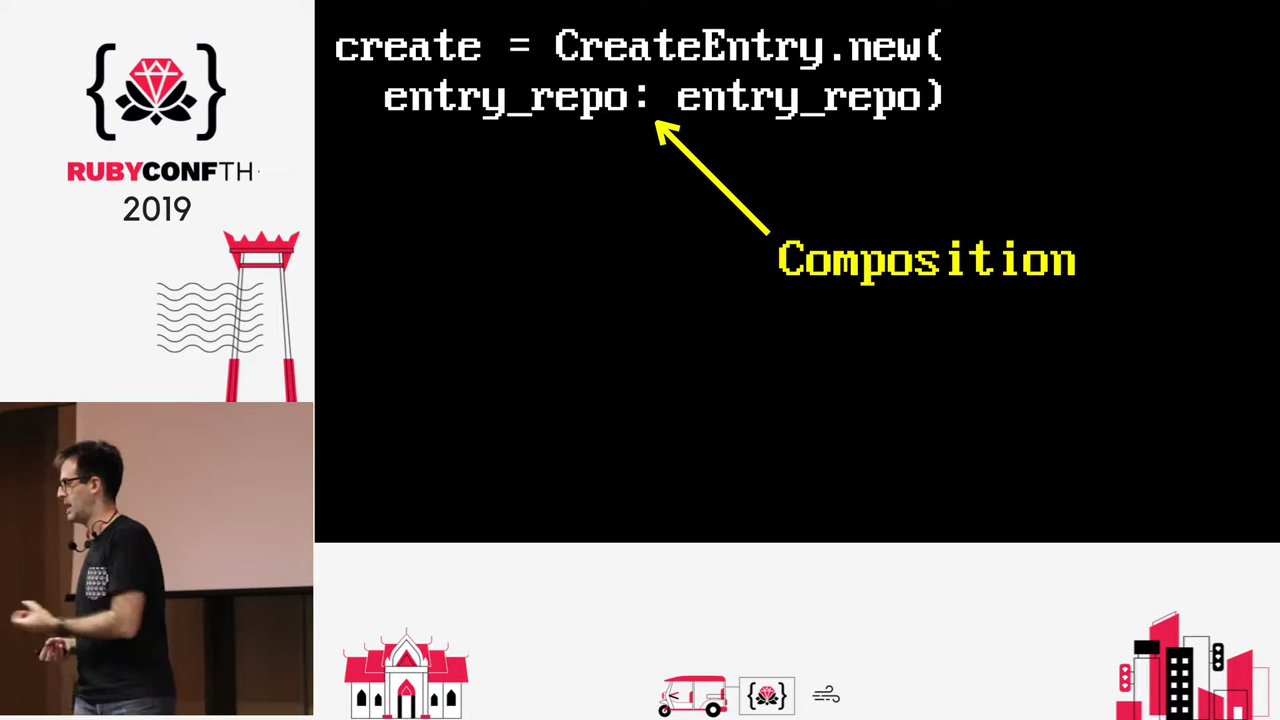 RUBYCONFTH
2019
create = CreateEntry.new(
entry_repo: entry_repo)
Composition